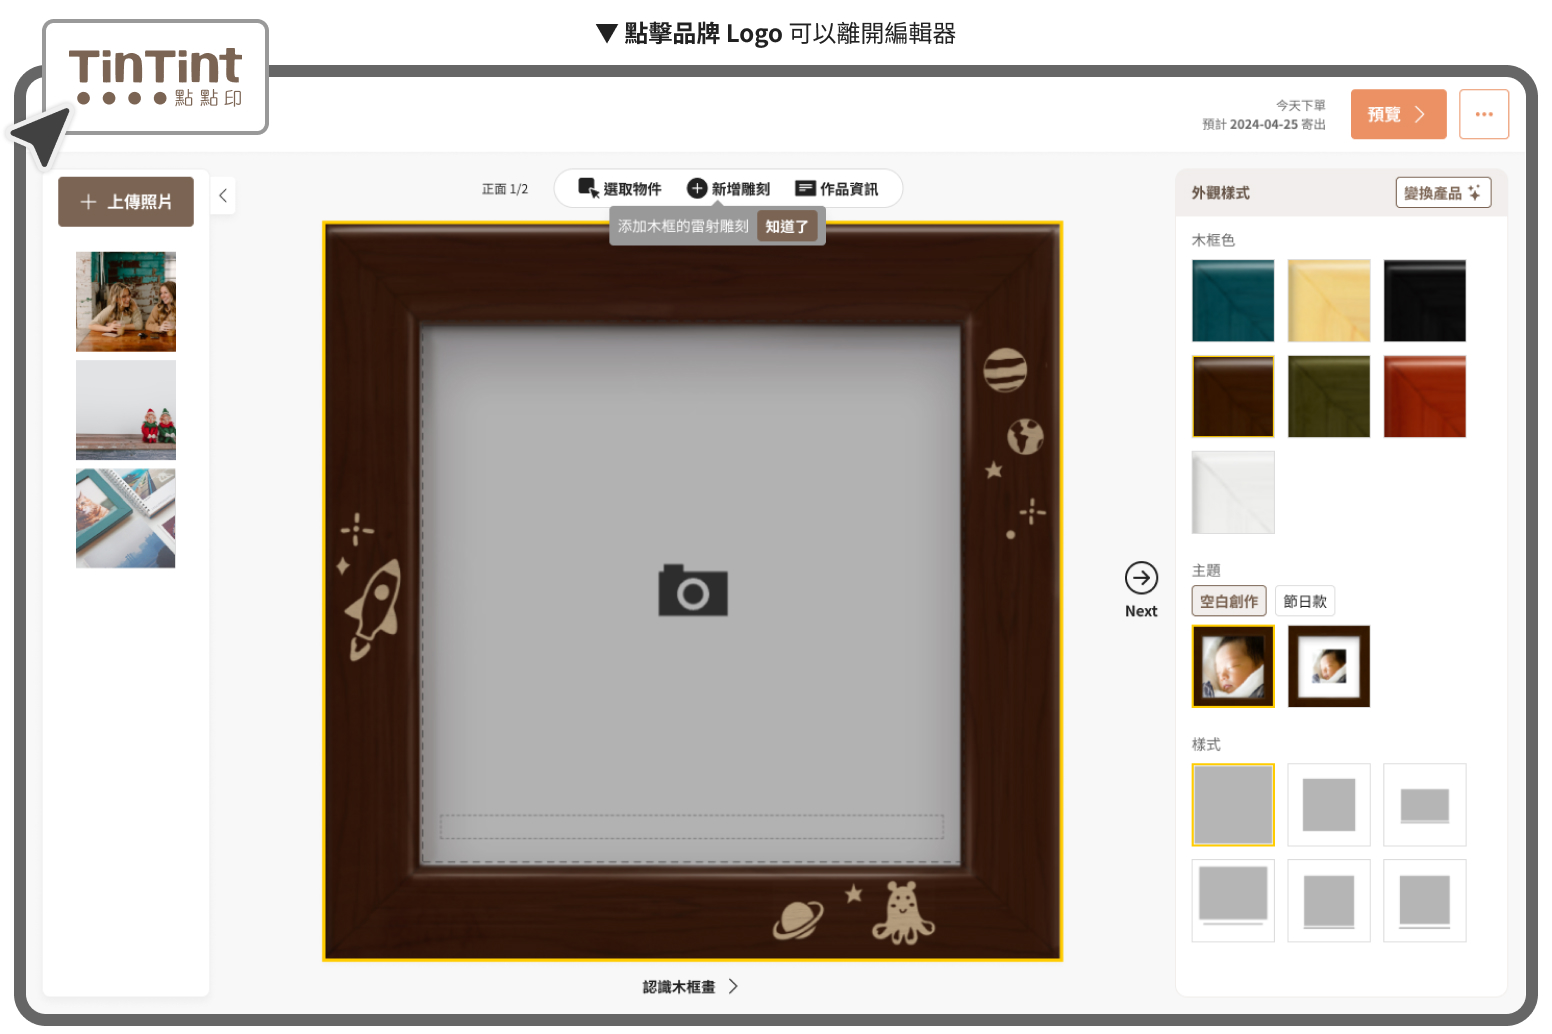 ▼ 點擊品牌 Logo 可以離開編輯器
TinTint
點點印
今天下單
預計 2024-04-25 寄出
預覽
上傳照片
正面 1/2
選取物件
新增雕刻
作品資訊
添加木框的雷射雕刻
知道了
外觀樣式
變換產品
木框色
Next
主題
空白創作
節日款
樣式
認識木框畫